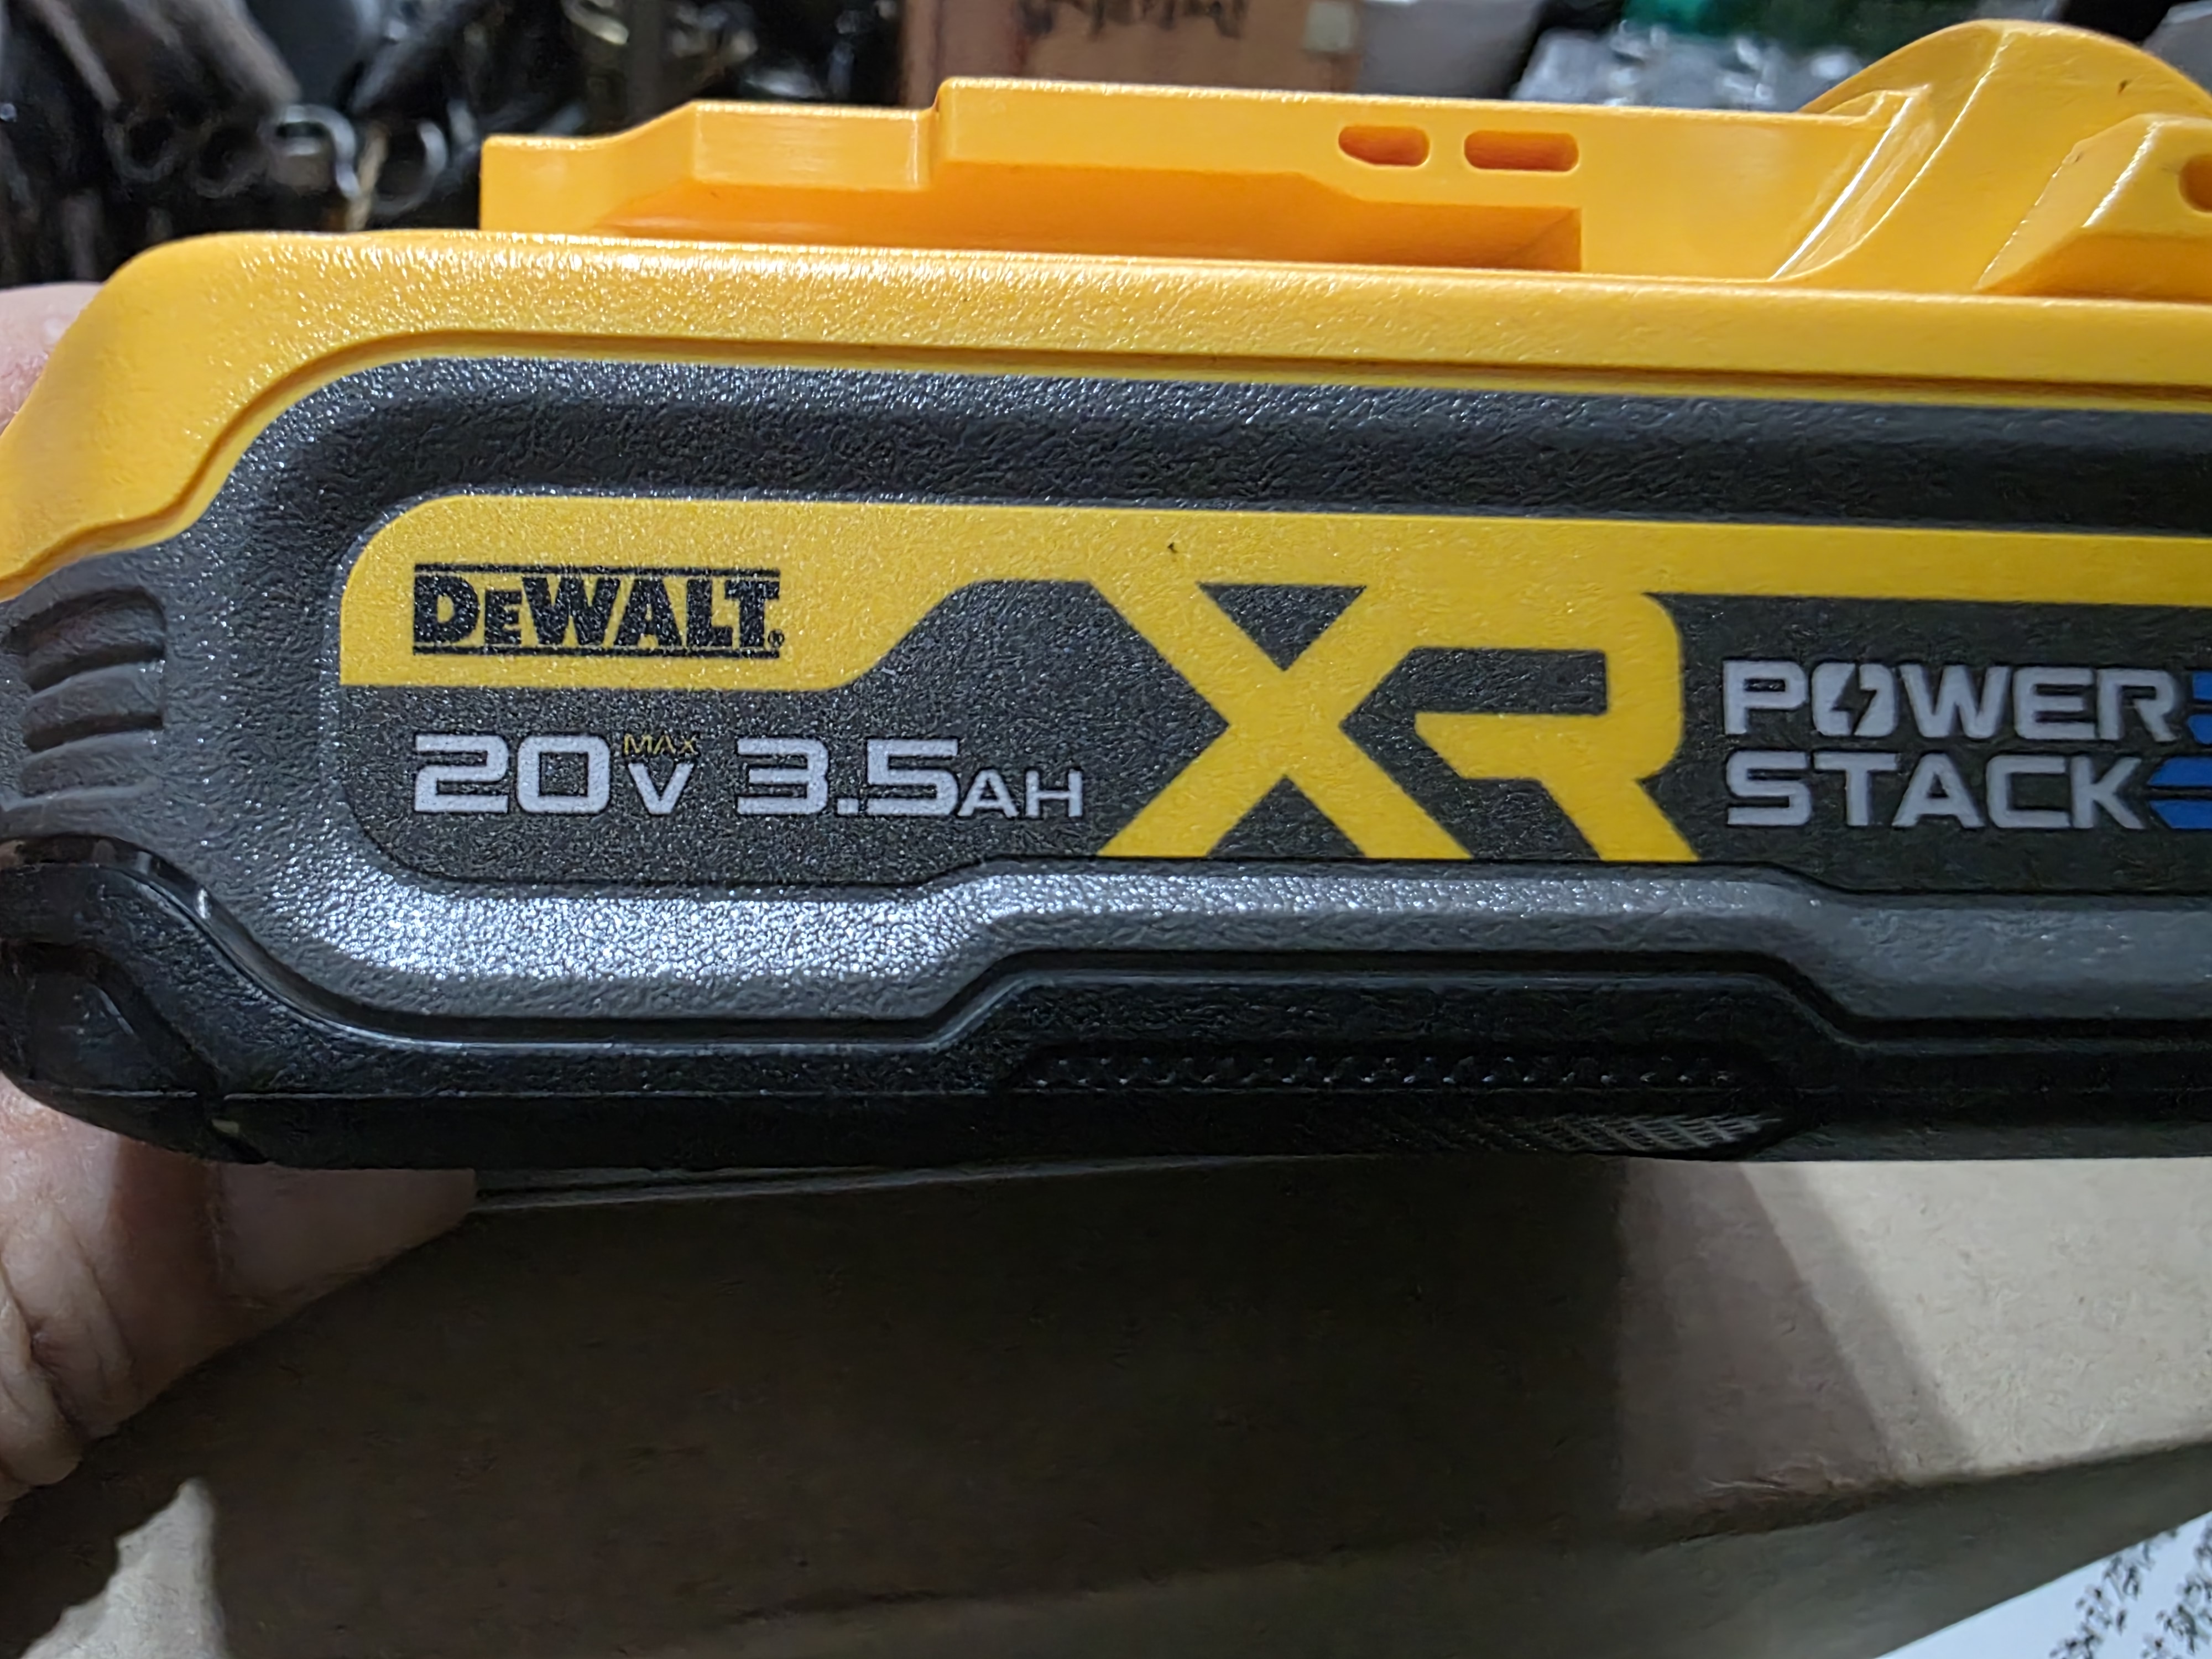 DEWALT®
20V MAX 3.5AH
XR
POWER
STACK